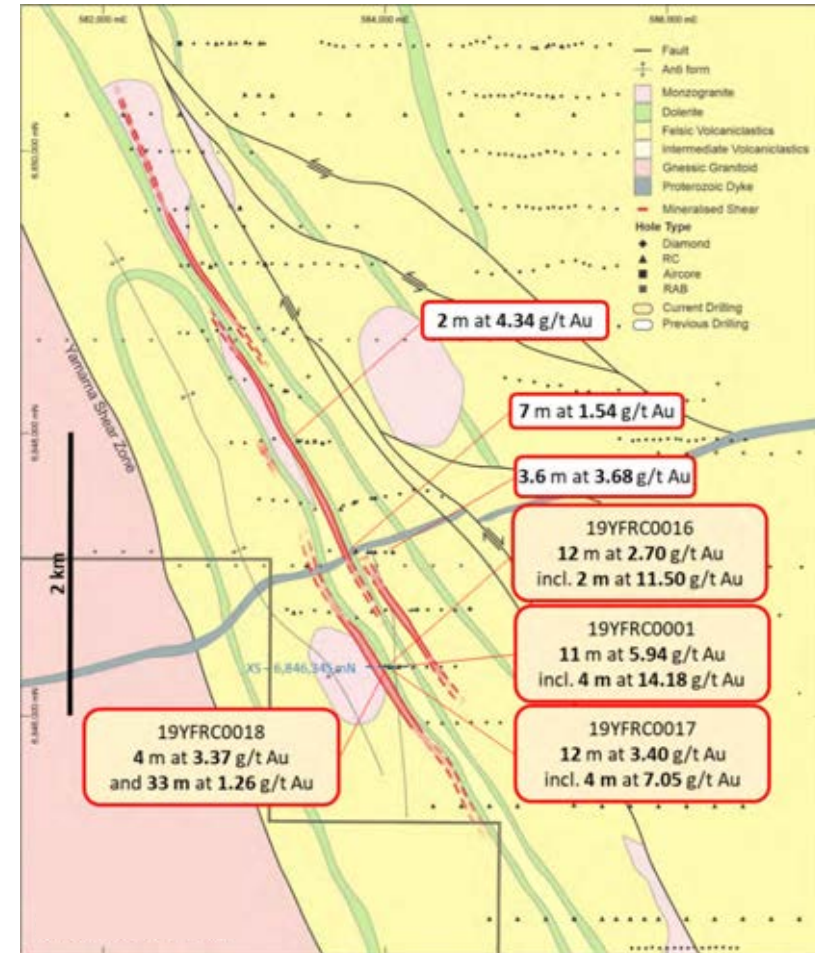 582,000 mE
584,000 mE
586,000 mE
Fault
Anti form
Monzogranite
Dolerite
Felsic Volcaniclastics
Intermediate Volcaniclastics
Gnessic Granitoid
Proterozoic Dyke
Mineralised Shear
Hole Type
Diamond
RC
Aircore
RAB
Current Drilling
Previous Drilling
6,850,000 mN
2 m at 4.34 g/t Au
Yamarna Shear Zone
7 m at 1.54 g/t Au
6,848,000 mN
3.6 m at 3.68 g/t Au
19YFRC0016
12 m at 2.70 g/t Au
incl. 2 m at 11.50 g/t Au
2 km
19YFRC0001
11 m at 5.94 g/t Au
incl. 4 m at 14.18 g/t Au
XS - 6,846,345 mN
6,846,000 mN
19YFRC0018
4 m at 3.37 g/t Au
and 33 m at 1.26 g/t Au
19YFRC0017
12 m at 3.40 g/t Au
incl. 4 m at 7.05 g/t Au